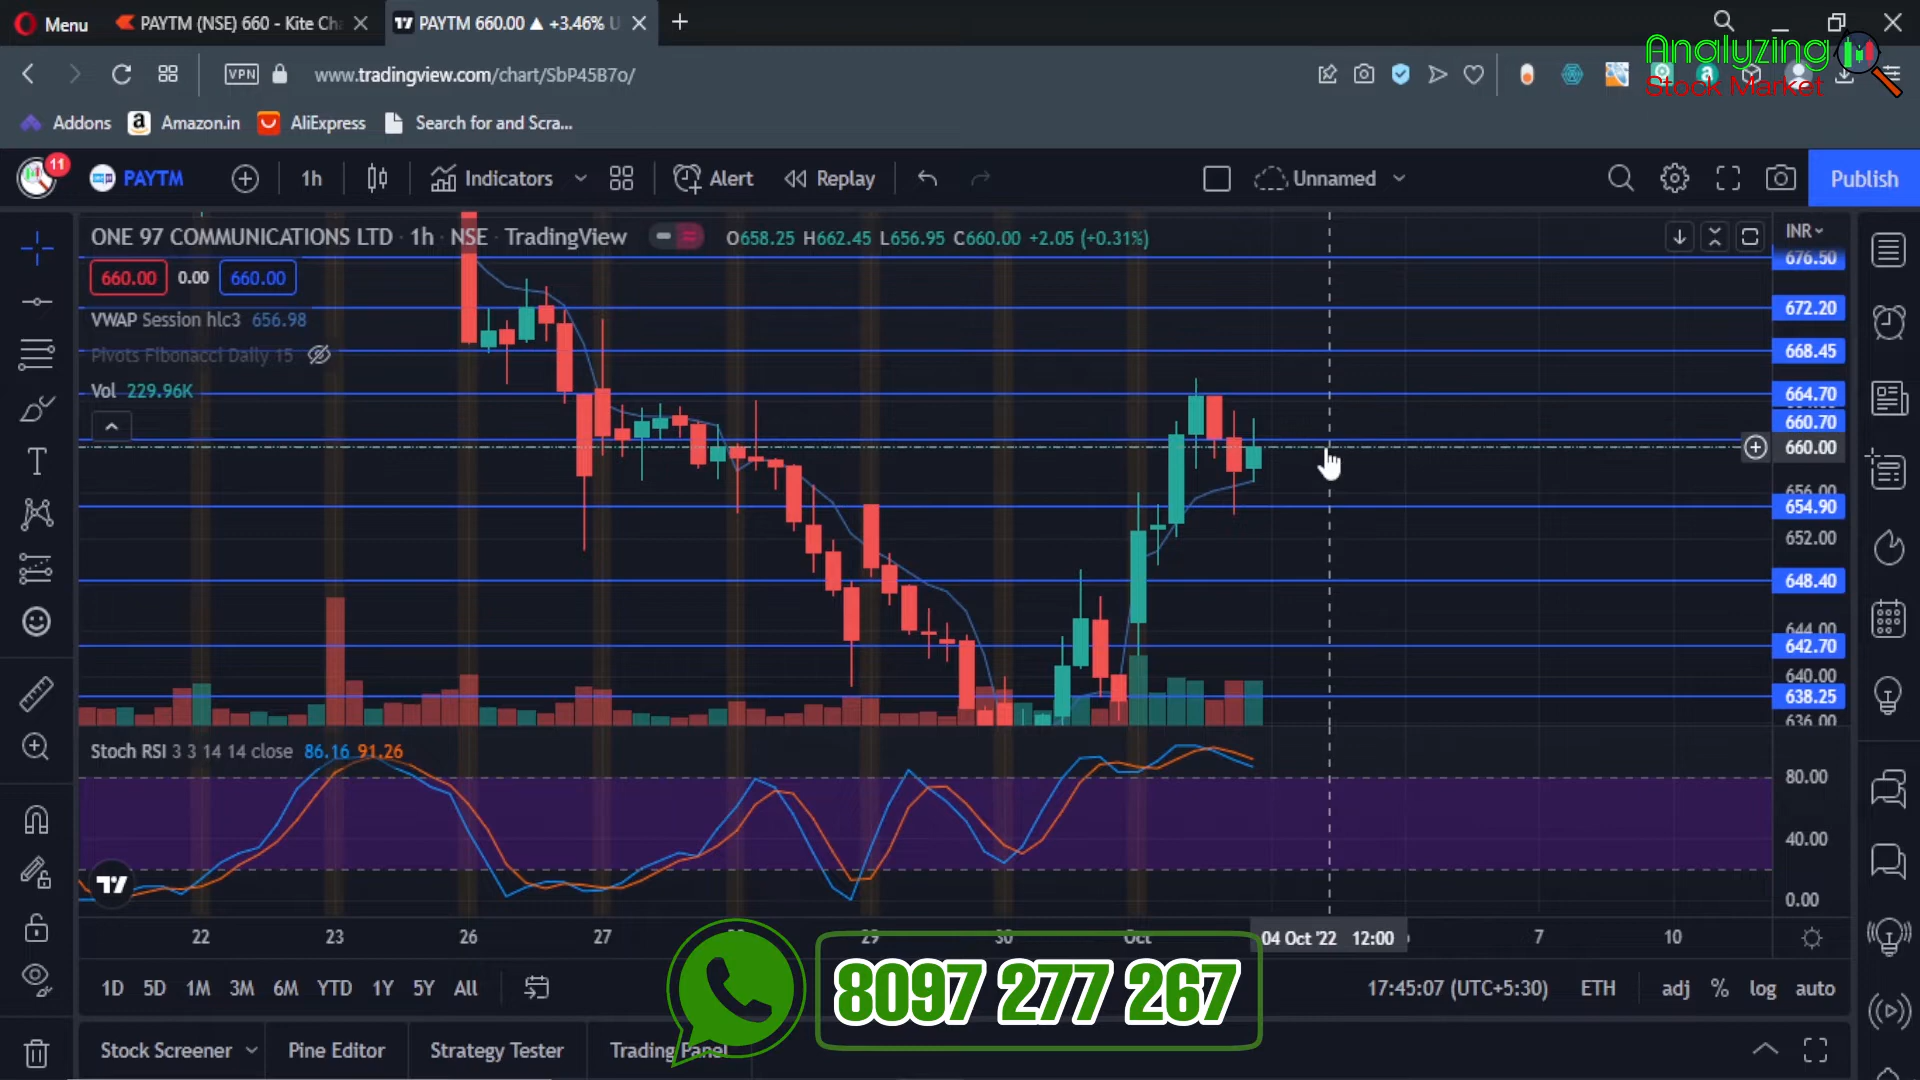 Menu
PAYTM (NSE) 660 - Kite Ch
PAYTM 660.00 ▲ +3.46% U
VPN
www.tradingview.com/chart/SbP45B7o/
Analyzing
Stock Market
Addons
Amazon.in
AliExpress
Search for and Scra...
11
PAYTM
1h
Indicators
Alert
Replay
Unnamed
Publish
ONE 97 COMMUNICATIONS LTD · 1h · NSE · TradingView
O658.25 H662.45 L656.95 C660.00 +2.05 (+0.31%)
INR
676.50
660.00 0.00 660.00
672.20
VWAP Session hlc3 656.98
668.45
Pivots Fibonacci Daily 15
Vol 229.96K
664.70
660.70
660.00
656.00
654.90
652.00
648.40
644.00
642.70
640.00
638.25
636.00
Stoch RSI 3 3 14 14 close 86.16 91.26
80.00
40.00
0.00
22 23 26 27 29 30 Oct 04 Oct '22 12:00 7 10
1D 5D 1M 3M 6M YTD 1Y 5Y All
8097 277 267
17:45:07 (UTC+5:30) ETH adj % log auto
Stock Screener Pine Editor Strategy Tester Trading Panel